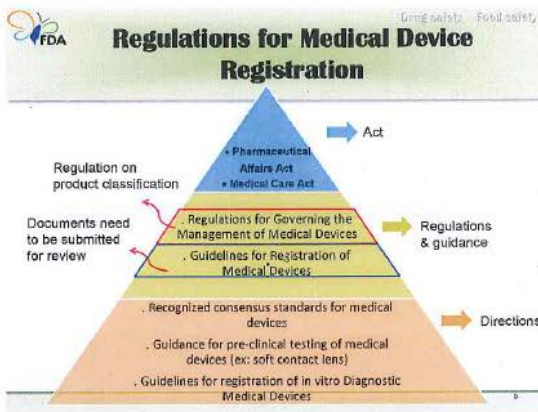 FDA
Drug safety Food safety
Regulations for Medical Device
Registration
• Pharmaceutical
Affairs Act
• Medical Care Act
Act
Regulation on
product classification
Documents need
to be submitted
for review
. Regulations for Governing the
Management of Medical Devices
. Guidelines for Registration of
Medical Devices
Regulations
& guidance
. Recognized consensus standards for medical
devices
. Guidance for pre-clinical testing of medical
devices (ex: soft contact lens)
. Guidelines for registration of in vitro Diagnostic
Medical Devices
Directions